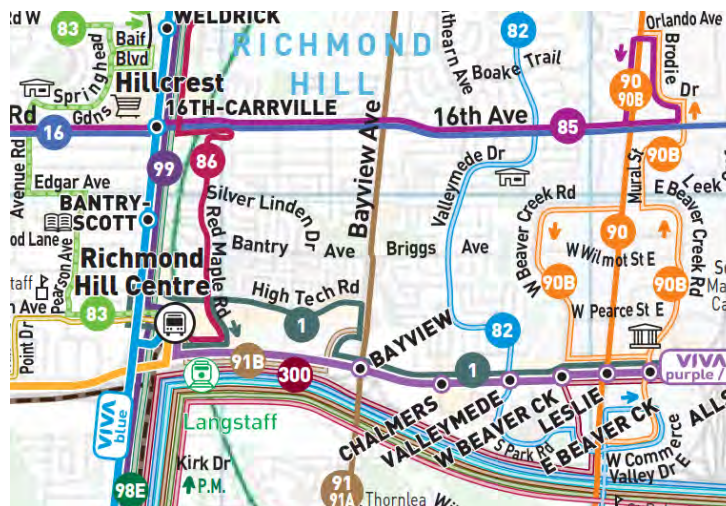 Rd W
83
WELDRICK
RICHMOND
HILL
82
Orlando Ave
Baif
Blvd
Springhead
Gdns
Hillcrest
Boake Trail
90
90B
Brodie
Dr
16TH-CARRVILLE
Rd
16
16th Ave
85
Avenue Rd
99
86
Bayview Ave
Valleymede Dr
Mural St
90B
Leek
Edgar Ave
Silver Linden Dr
W Beaver Creek Rd
E Beaver Creek Rd
BANTRY-
SCOTT
Red Maple Rd
Bantry Ave
Briggs Ave
90
W Wilmot St E
Pearson Ave
Richmond
Hill Centre
High Tech Rd
90B
90B
W Pearce St E
83
1
82
Point Dr
91B
BAYVIEW
300
1
VIVA
purple/
Langstaff
CHALMERS
VALLEYMEDE
W BEAVER CK
LESLIE
E BEAVER CK
VIVA
blue
S Park Rd
W Commerce
Valley Dr E
Kirk Dr
P.M.
98E
91
91A
Thornlea